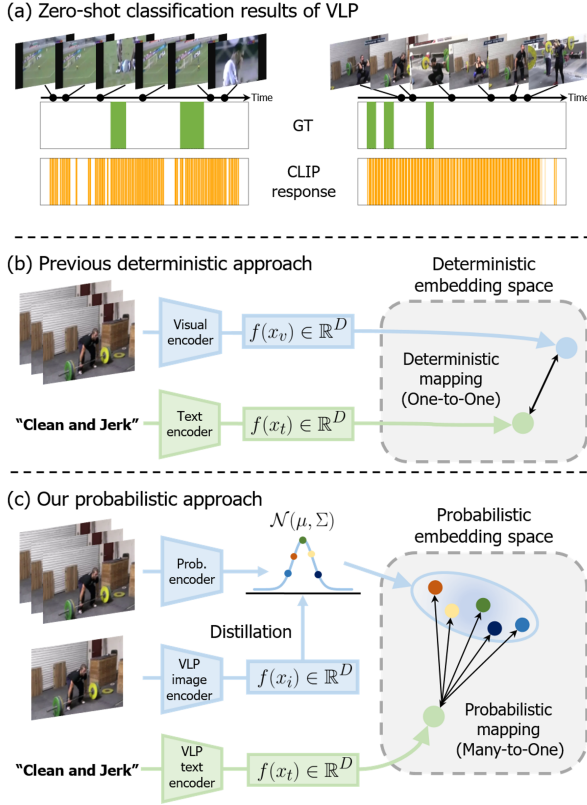 (a) Zero-shot classification results of VLP
Time
Time
GT
CLIP
response
(b) Previous deterministic approach
Deterministic
embedding space
Visual
encoder
f(x_v) ∈ ℝ^D
Deterministic
mapping
(One-to-One)
"Clean and Jerk"
Text
encoder
f(x_t) ∈ ℝ^D
(c) Our probabilistic approach
N(μ, Σ)
Probabilistic
embedding space
Prob.
encoder
Distillation
VLP
image
encoder
f(x_i) ∈ ℝ^D
Probabilistic
mapping
(Many-to-One)
"Clean and Jerk"
VLP
text
encoder
f(x_t) ∈ ℝ^D